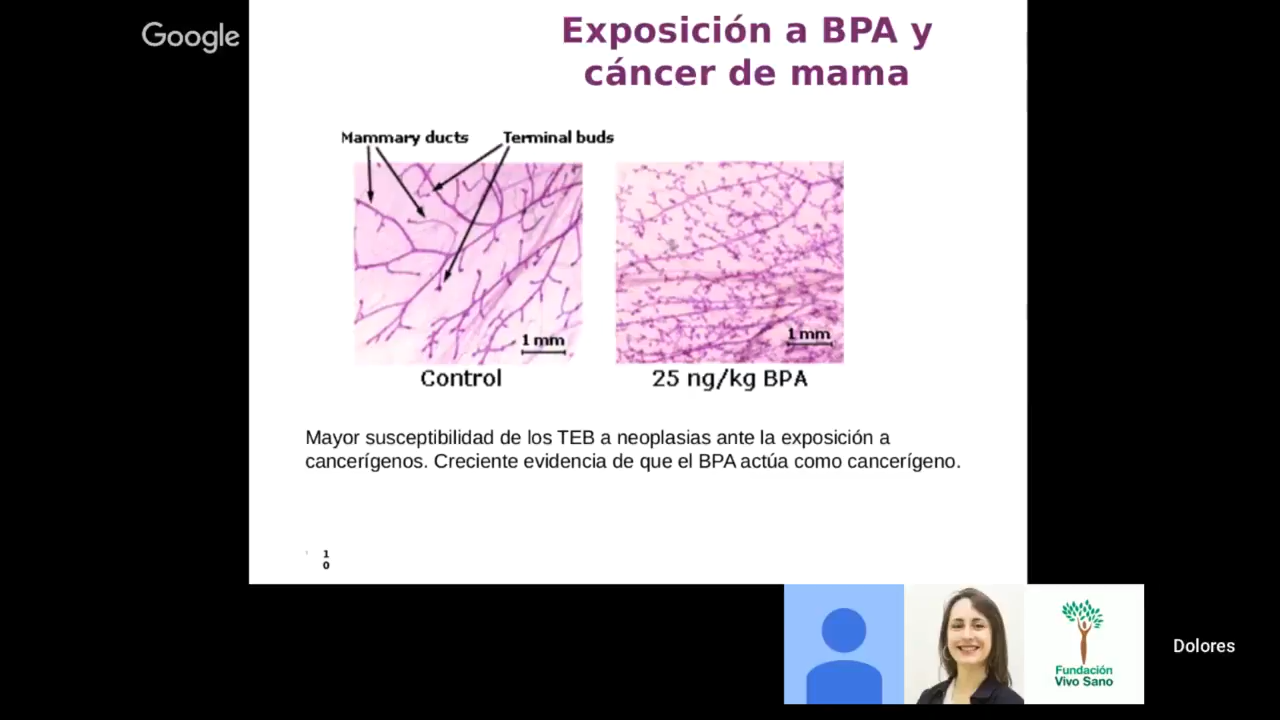 Google
Exposición a BPA y
cáncer de mama
Mammary ducts
Terminal buds
1 mm
1 mm
Control
25 ng/kg BPA
Mayor susceptibilidad de los TEB a neoplasias ante la exposición a
cancerígenos. Creciente evidencia de que el BPA actúa como cancerígeno.
1
0
Fundación
Vivo Sano
Dolores